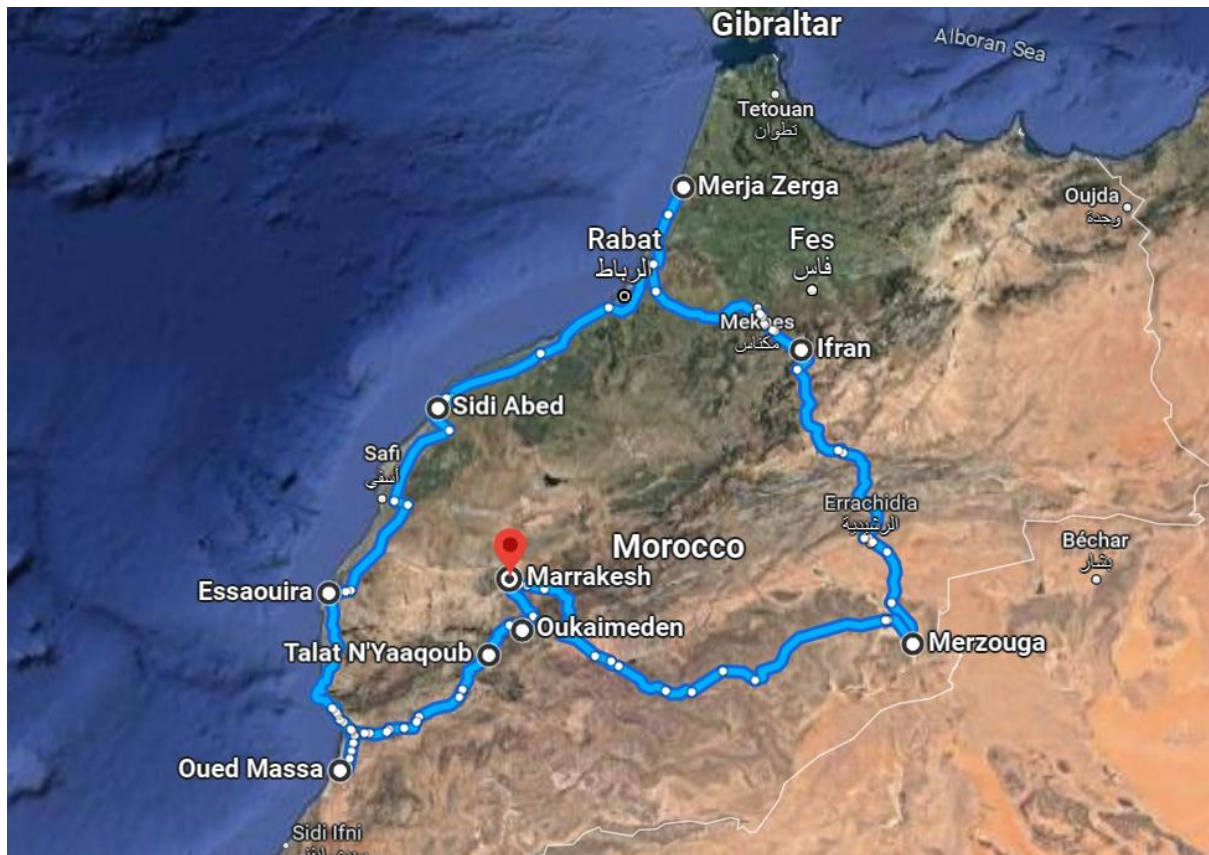 Gibraltar
Alboran Sea
Tetouan
تطوان
Merja Zerga
Oujda
وجدة
Rabat
الرباط
Fes
فاس
Meknes
مكناس
Ifran
Sidi Abed
Safi
أسفي
Errachidia
الرشيدية
Morocco
Béchar
بشار
Marrakesh
Essaouira
Oukaimeden
Talat N'Yaaqoub
Merzouga
Oued Massa
Sidi Ifni